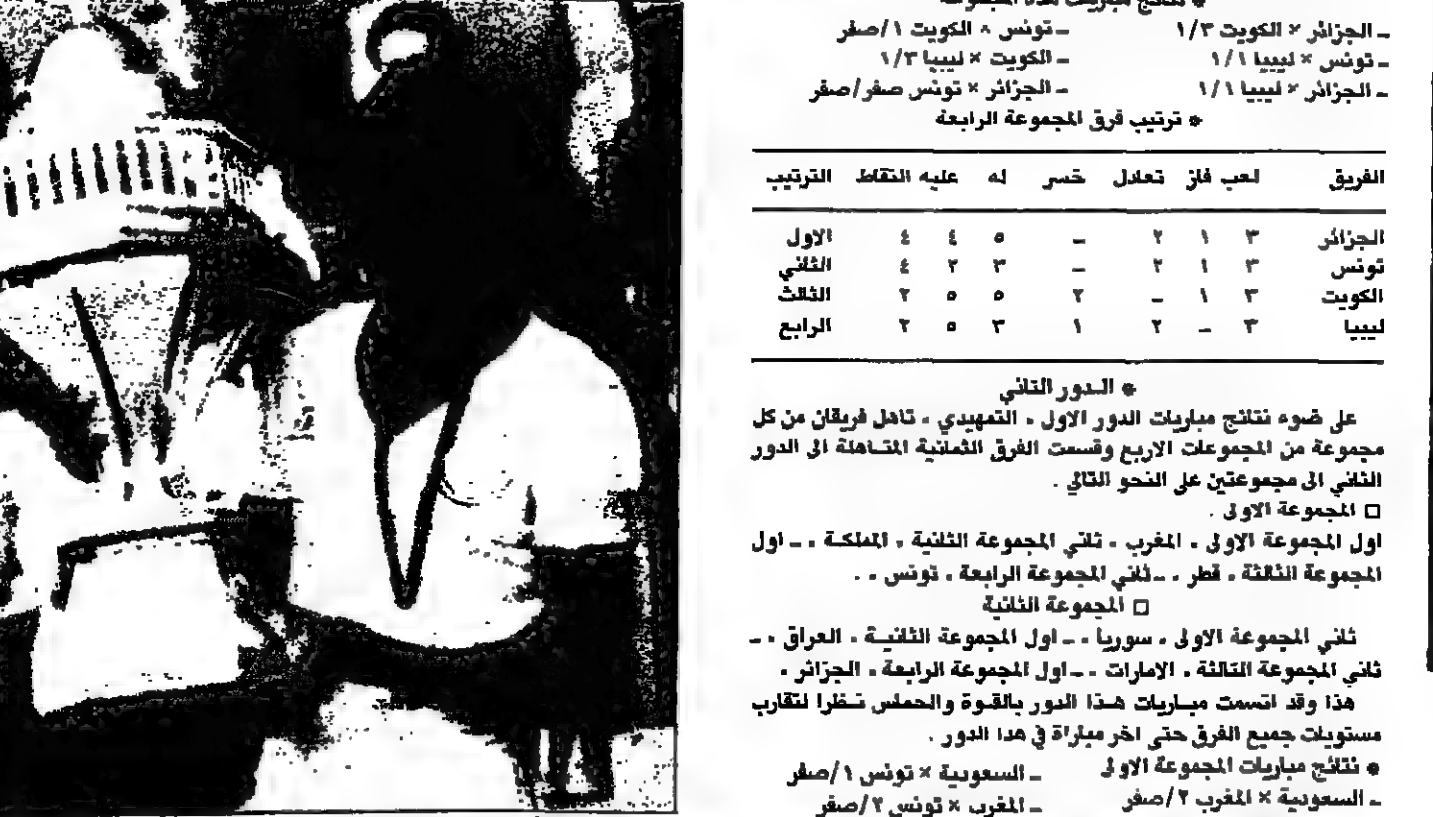 * نتائج مباريات هذه المجموعة
ـ الجزائر × الكويت ١/٣ ـ تونس × الكويت ١/صفر
ـ تونس × ليبيا ١/١ ـ الكويت × ليبيا ١/٣
ـ الجزائر × ليبيا ١/١ ـ الجزائر × تونس صفر/صفر
* ترتيب فرق المجموعة الرابعة
الفريق لعب فاز تعادل خسر له عليه النقاط الترتيب
الجزائر ٣ ١ ٢ ـ ٥ ٤ ٤ الاول
تونس ٣ ١ ٢ ـ ٣ ٢ ٤ الثاني
الكويت ٣ ١ ـ ٢ ٥ ٥ ٢ الثالث
ليبيا ٣ ـ ٢ ١ ٣ ٥ ٢ الرابع
* الدور الثاني
على ضوء نتائج مباريات الدور الاول ، التمهيدي ، تاهل فريقان من كل
مجموعة من المجموعات الاربع وقسمت الفرق الثمانية المتاهلة الى الدور
الثاني الى مجموعتين على النحو التالي .
□ المجموعة الاولى .
اول المجموعة الاولى ، المغرب ، ثاني المجموعة الثانية ، المملكة ، ـ اول
المجموعة الثالثة ، قطر ، ـ ثاني المجموعة الرابعة ، تونس ، .
□ المجموعة الثانية
ثاني المجموعة الاولى ، سوريا ، ـ اول المجموعة الثانية ، العراق ، ـ
ثاني المجموعة الثالثة ، الامارات ، ـ اول المجموعة الرابعة ، الجزائر ،
هذا وقد اتسمت مباريات هذا الدور بالقوة والحماس نظرا لتقارب
مستويات جميع الفرق حتى اخر مباراة في هذا الدور .
* نتائج مباريات المجموعة الاولى ـ السعودية × تونس ١/صفر
ـ السعودية × المغرب ٢/صفر ـ المغرب × تونس ٢/صفر